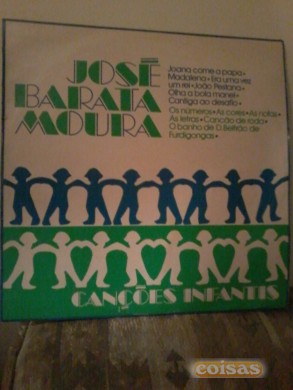 JOSÉ
BARATA
MOURA
Joana come a papa •
Madalena • Era uma vez
um rei • João Pestana •
Olha a bola manel •
Cantiga ao desafio •
Os números • As cores • As notas •
As letras • Canção de roda •
O banho de D. Beltrão de
Furdigongas •
CANÇÕES INFANTIS
coisas